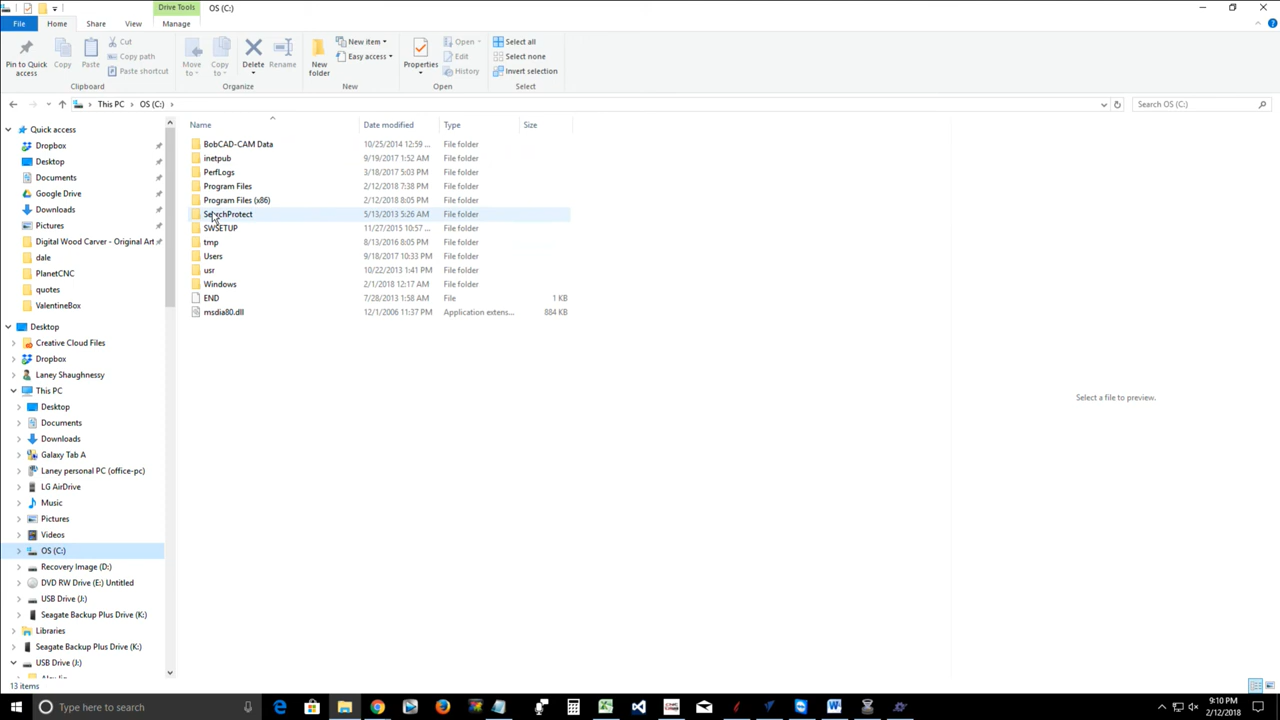 Drive Tools OS (C:)
File Home Share View Manage
Pin to Quick access
Copy
Paste
Cut
Copy path
Paste shortcut
Clipboard
Move to
Copy to
Delete
Rename
Organize
New folder
New item
Easy access
New
Properties
Open
Edit
History
Open
Select all
Select none
Invert selection
Select
This PC OS (C:) Search OS (C:)
Quick access
Dropbox
Desktop
Documents
Google Drive
Downloads
Pictures
Digital Wood Carver - Original Art
dale
PlanetCNC
quotes
ValentineBox
Desktop
Creative Cloud Files
Dropbox
Laney Shaughnessy
This PC
Desktop
Documents
Downloads
Galaxy Tab A
Laney personal PC (office-pc)
LG AirDrive
Music
Pictures
Videos
OS (C:)
Recovery Image (D:)
DVD RW Drive (E:) Untitled
USB Drive (J:)
Seagate Backup Plus Drive (K:)
Libraries
Seagate Backup Plus Drive (K:)
USB Drive (J:)
Name Date modified Type Size
BobCAD-CAM Data 10/25/2014 12:59 ... File folder
inetpub 9/19/2017 1:52 AM File folder
PerfLogs 3/18/2017 5:03 PM File folder
Program Files 2/12/2018 7:38 PM File folder
Program Files (x86) 2/12/2018 8:05 PM File folder
SearchProtect 5/13/2013 5:26 AM File folder
SWSETUP 11/27/2015 10:57 ... File folder
tmp 8/13/2016 8:05 PM File folder
Users 9/18/2017 10:33 PM File folder
usr 10/22/2013 1:41 PM File folder
Windows 2/1/2018 12:17 AM File folder
END 7/28/2013 1:58 AM File 1 KB
msdia80.dll 12/1/2006 11:37 PM Application extens... 884 KB
Select a file to preview.
13 items
Type here to search
9:10 PM
2/12/2018